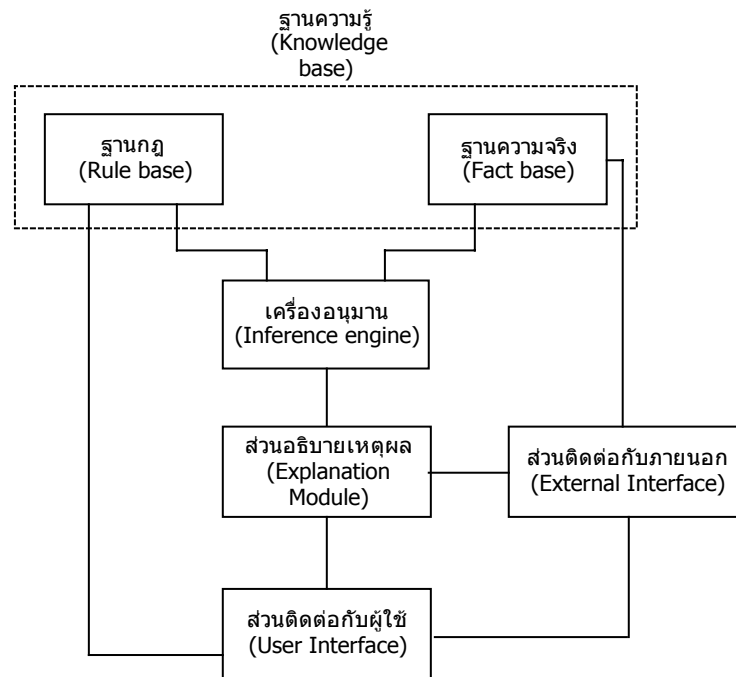 ฐานความรู้
(Knowledge
base)
ฐานกฎ
(Rule base)
ฐานความจริง
(Fact base)
เครื่องอนุมาน
(Inference engine)
ส่วนอธิบายเหตุผล
(Explanation
Module)
ส่วนติดต่อกับภายนอก
(External Interface)
ส่วนติดต่อกับผู้ใช้
(User Interface)